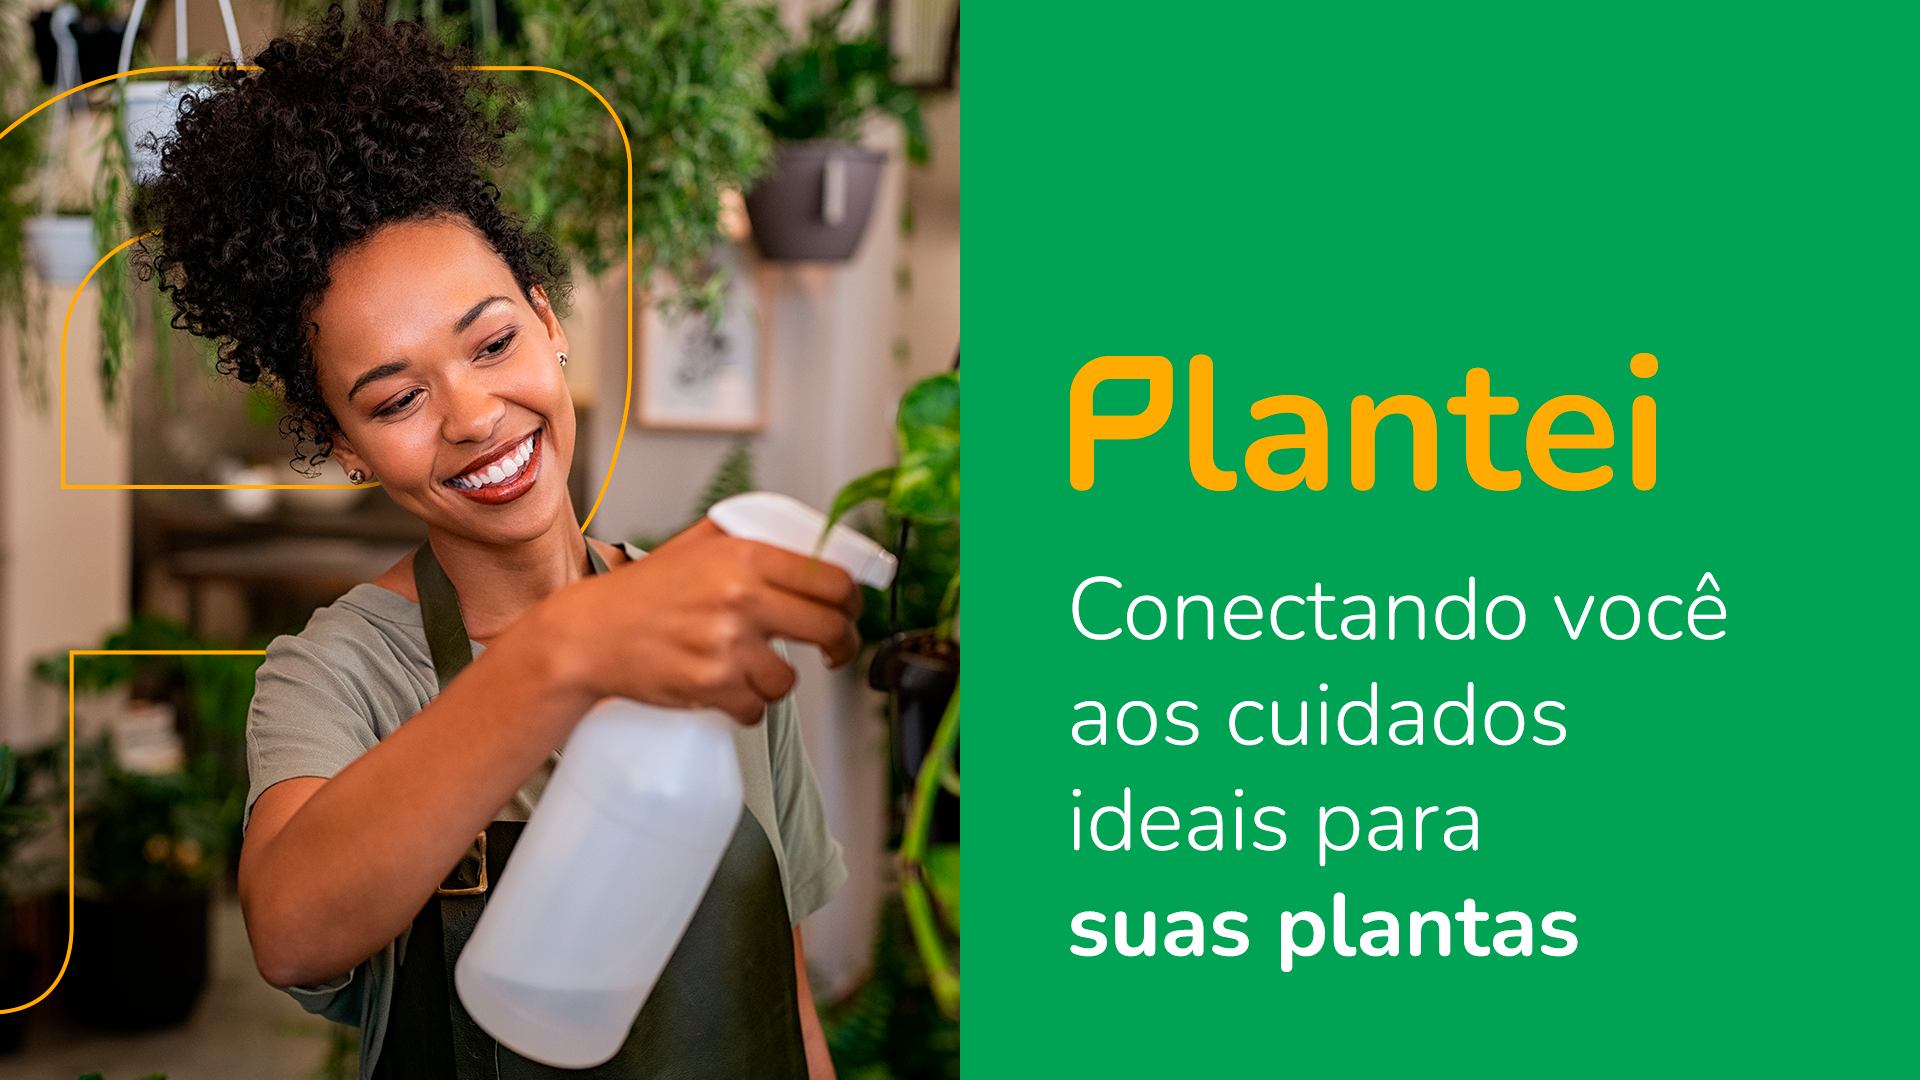 Plantei
Conectando você
aos cuidados
ideais para
suas plantas